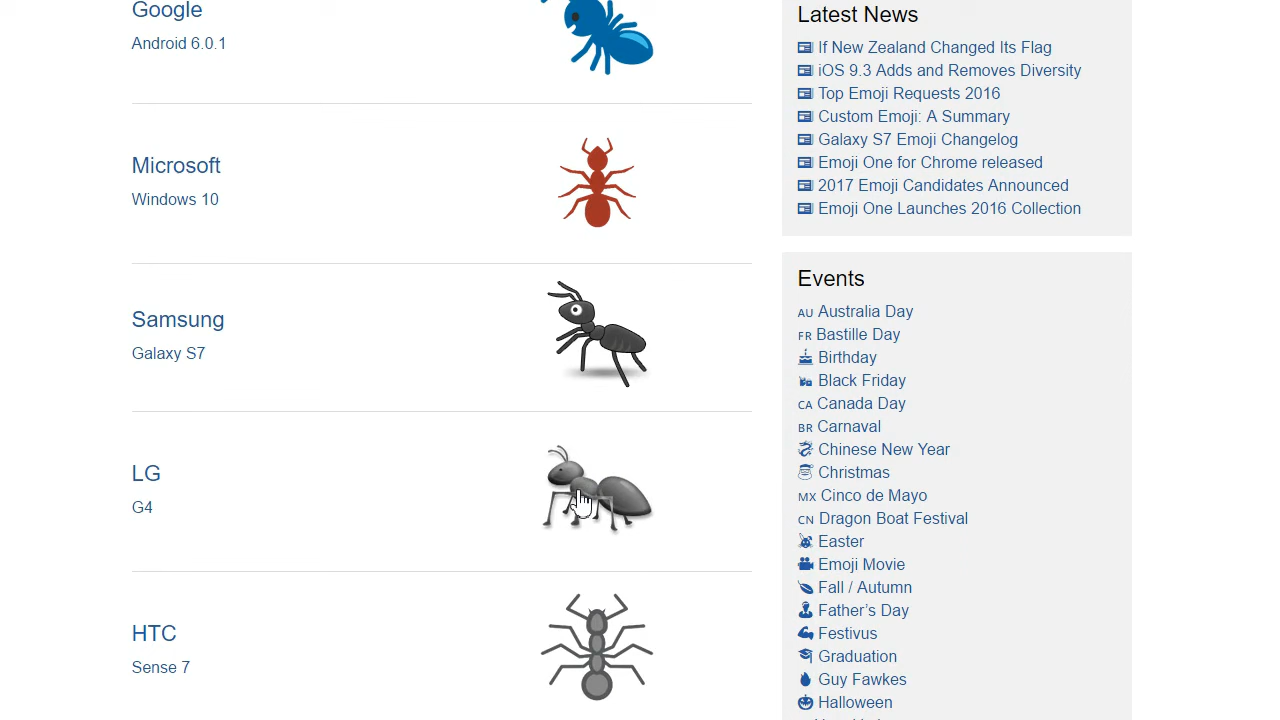 Google
Android 6.0.1
Microsoft
Windows 10
Samsung
Galaxy S7
LG
G4
HTC
Sense 7
Latest News
If New Zealand Changed Its Flag
iOS 9.3 Adds and Removes Diversity
Top Emoji Requests 2016
Custom Emoji: A Summary
Galaxy S7 Emoji Changelog
Emoji One for Chrome released
2017 Emoji Candidates Announced
Emoji One Launches 2016 Collection
Events
AU Australia Day
FR Bastille Day
Birthday
Black Friday
CA Canada Day
BR Carnaval
Chinese New Year
Christmas
MX Cinco de Mayo
CN Dragon Boat Festival
Easter
Emoji Movie
Fall / Autumn
Father’s Day
Festivus
Graduation
Guy Fawkes
Halloween